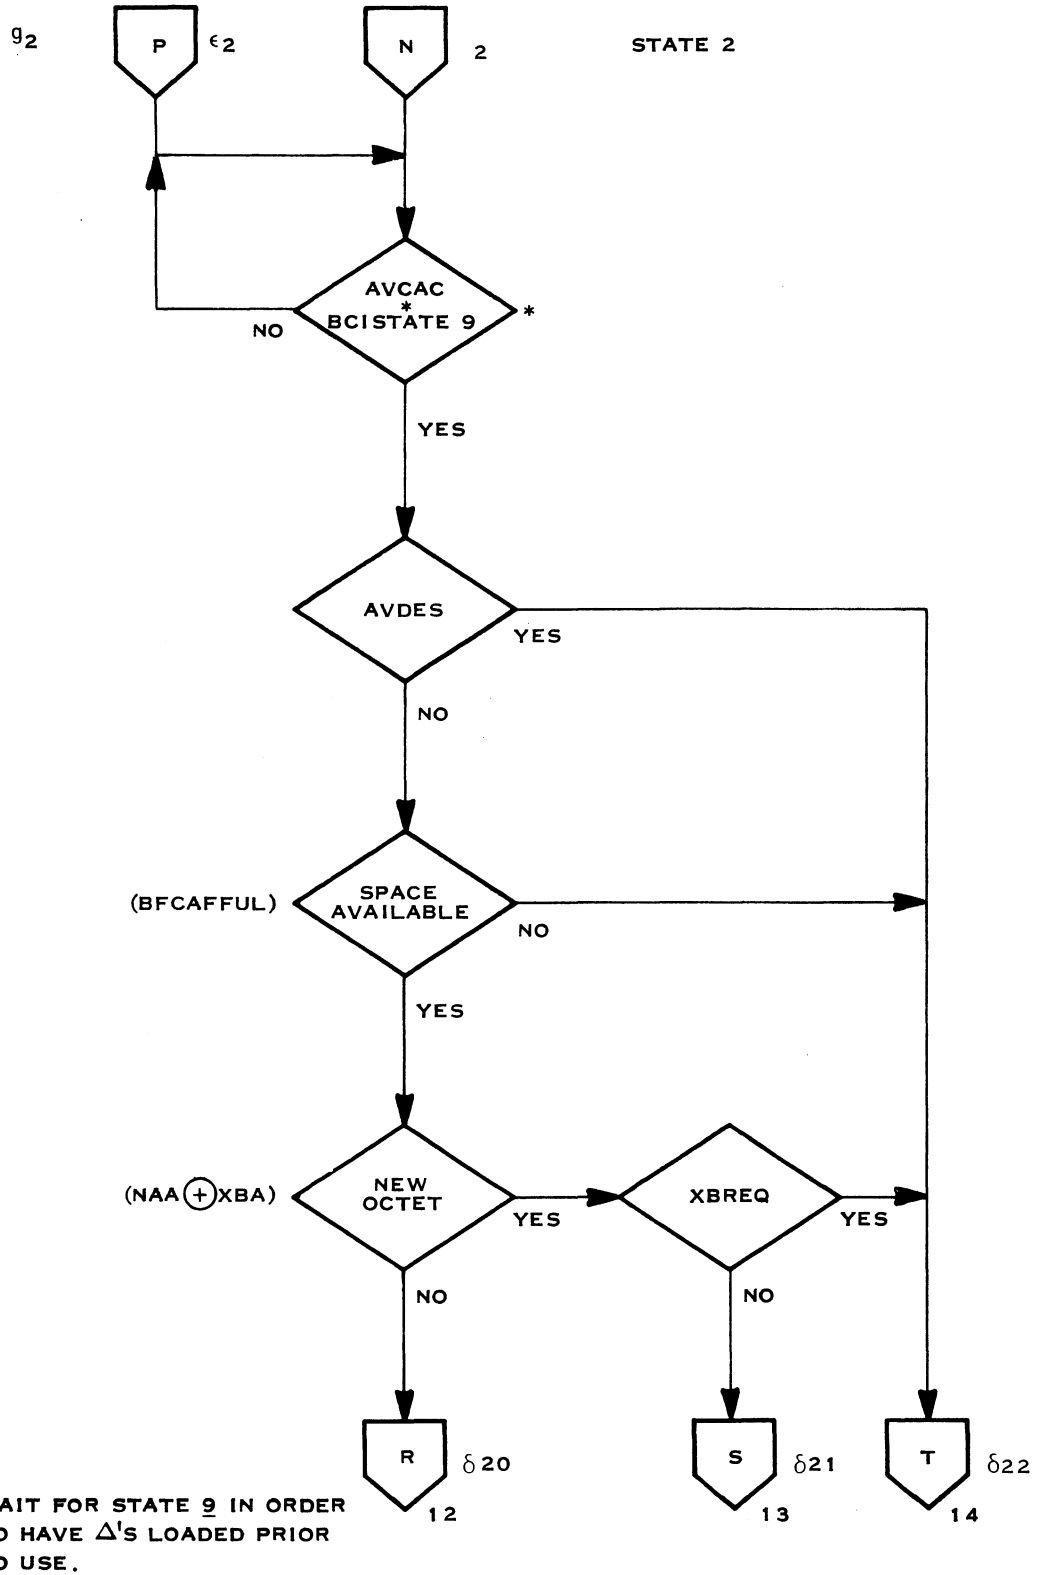 g2
P
ϵ2
N
2
STATE 2
AVCAC
*
BCISTATE 9
*
NO
YES
AVDES
YES
NO
(BFCAFFUL)
SPACE
AVAILABLE
NO
YES
(NAA⊕XBA)
NEW
OCTET
YES
XBREQ
YES
NO
NO
R
δ20
12
S
δ21
13
T
δ22
14
AIT FOR STATE 9 IN ORDER
O HAVE Δ'S LOADED PRIOR
O USE.